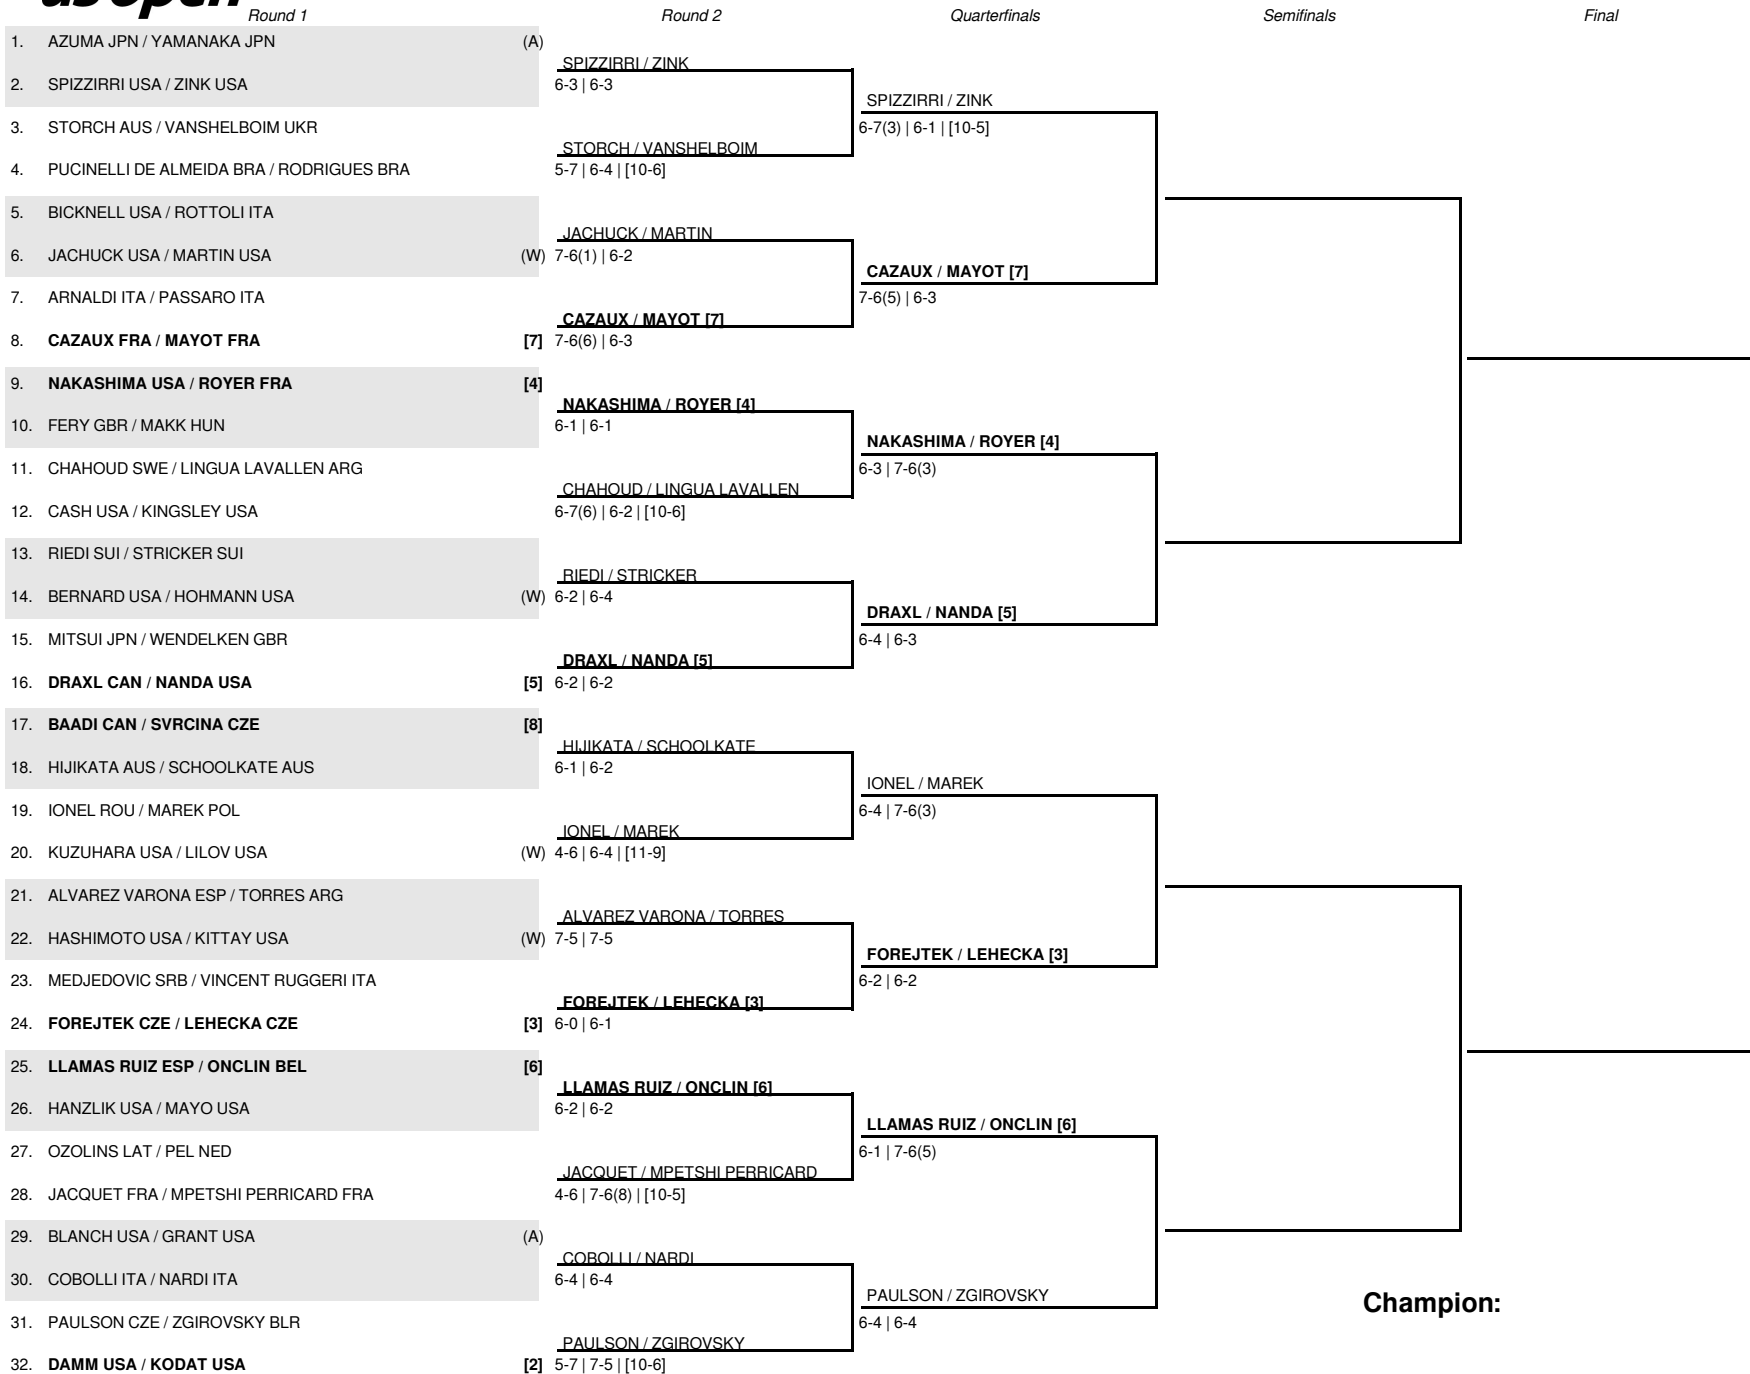 us open
Round 1 Round 2 Quarterfinals Semifinals Final
1. AZUMA JPN / YAMANAKA JPN (A)
SPIZZIRRI / ZINK
2. SPIZZIRRI USA / ZINK USA 6-3 | 6-3
SPIZZIRRI / ZINK
3. STORCH AUS / VANSHELBOIM UKR 6-7(3) | 6-1 | [10-5]
STORCH / VANSHELBOIM
4. PUCINELLI DE ALMEIDA BRA / RODRIGUES BRA 5-7 | 6-4 | [10-6]
5. BICKNELL USA / ROTTOLI ITA
JACHUCK / MARTIN
6. JACHUCK USA / MARTIN USA (W) 7-6(1) | 6-2
CAZAUX / MAYOT [7]
7. ARNALDI ITA / PASSARO ITA 7-6(5) | 6-3
CAZAUX / MAYOT [7]
8. CAZAUX FRA / MAYOT FRA [7] 7-6(6) | 6-3
9. NAKASHIMA USA / ROYER FRA [4]
NAKASHIMA / ROYER [4]
10. FERY GBR / MAKK HUN 6-1 | 6-1
NAKASHIMA / ROYER [4]
11. CHAHOUD SWE / LINGUA LAVALLEN ARG 6-3 | 7-6(3)
CHAHOUD / LINGUA LAVALLEN
12. CASH USA / KINGSLEY USA 6-7(6) | 6-2 | [10-6]
13. RIEDI SUI / STRICKER SUI
RIEDI / STRICKER
14. BERNARD USA / HOHMANN USA (W) 6-2 | 6-4
DRAXL / NANDA [5]
15. MITSUI JPN / WENDELKEN GBR 6-4 | 6-3
DRAXL / NANDA [5]
16. DRAXL CAN / NANDA USA [5] 6-2 | 6-2
17. BAADI CAN / SVRCINA CZE [8]
HIJIKATA / SCHOOLKATE
18. HIJIKATA AUS / SCHOOLKATE AUS 6-1 | 6-2
IONEL / MAREK
19. IONEL ROU / MAREK POL 6-4 | 7-6(3)
IONEL / MAREK
20. KUZUHARA USA / LILOV USA (W) 4-6 | 6-4 | [11-9]
21. ALVAREZ VARONA ESP / TORRES ARG
ALVAREZ VARONA / TORRES
22. HASHIMOTO USA / KITTAY USA (W) 7-5 | 7-5
FOREJTEK / LEHECKA [3]
23. MEDJEDOVIC SRB / VINCENT RUGGERI ITA 6-2 | 6-2
FOREJTEK / LEHECKA [3]
24. FOREJTEK CZE / LEHECKA CZE [3] 6-0 | 6-1
25. LLAMAS RUIZ ESP / ONCLIN BEL [6]
LLAMAS RUIZ / ONCLIN [6]
26. HANZLIK USA / MAYO USA 6-2 | 6-2
LLAMAS RUIZ / ONCLIN [6]
27. OZOLINS LAT / PEL NED 6-1 | 7-6(5)
JACQUET / MPETSHI PERRICARD
28. JACQUET FRA / MPETSHI PERRICARD FRA 4-6 | 7-6(8) | [10-5]
29. BLANCH USA / GRANT USA (A)
COBOLLI / NARDI
30. COBOLLI ITA / NARDI ITA 6-4 | 6-4
PAULSON / ZGIROVSKY Champion:
31. PAULSON CZE / ZGIROVSKY BLR 6-4 | 6-4
PAULSON / ZGIROVSKY
32. DAMM USA / KODAT USA [2] 5-7 | 7-5 | [10-6]